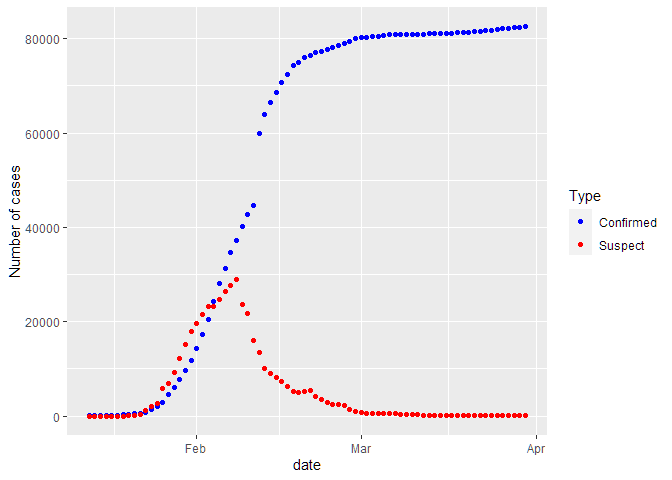 80000
60000
40000
20000
0
Number of cases
Feb
Mar
Apr
date
Type
Confirmed
Suspect